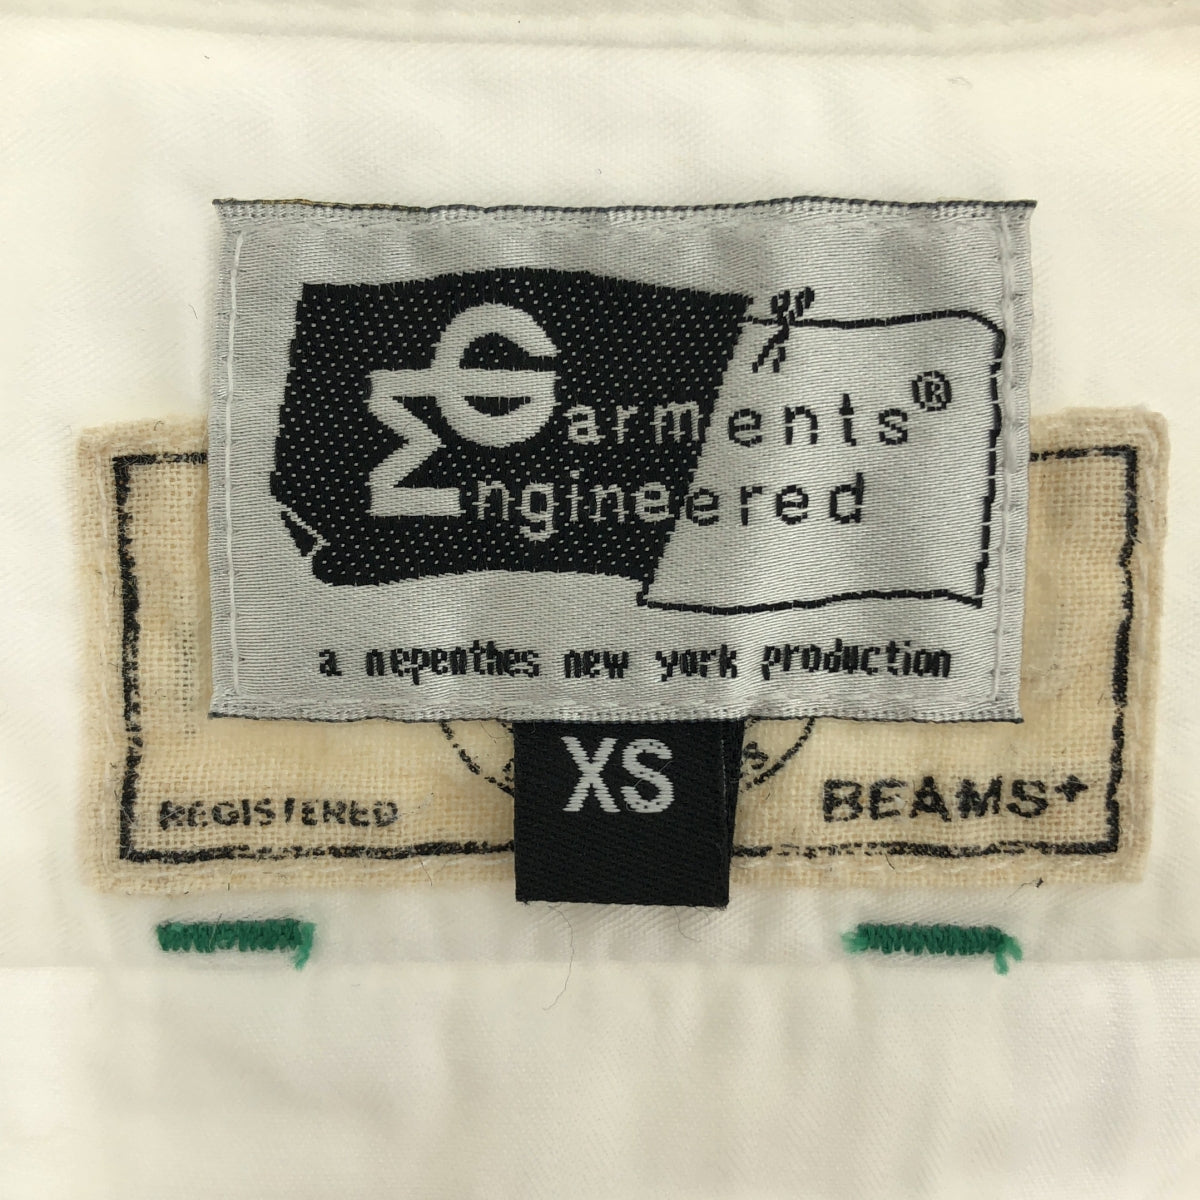 Garments®
Engineered
a nepenthes new york production
XS
REGISTERED
BEAMS+